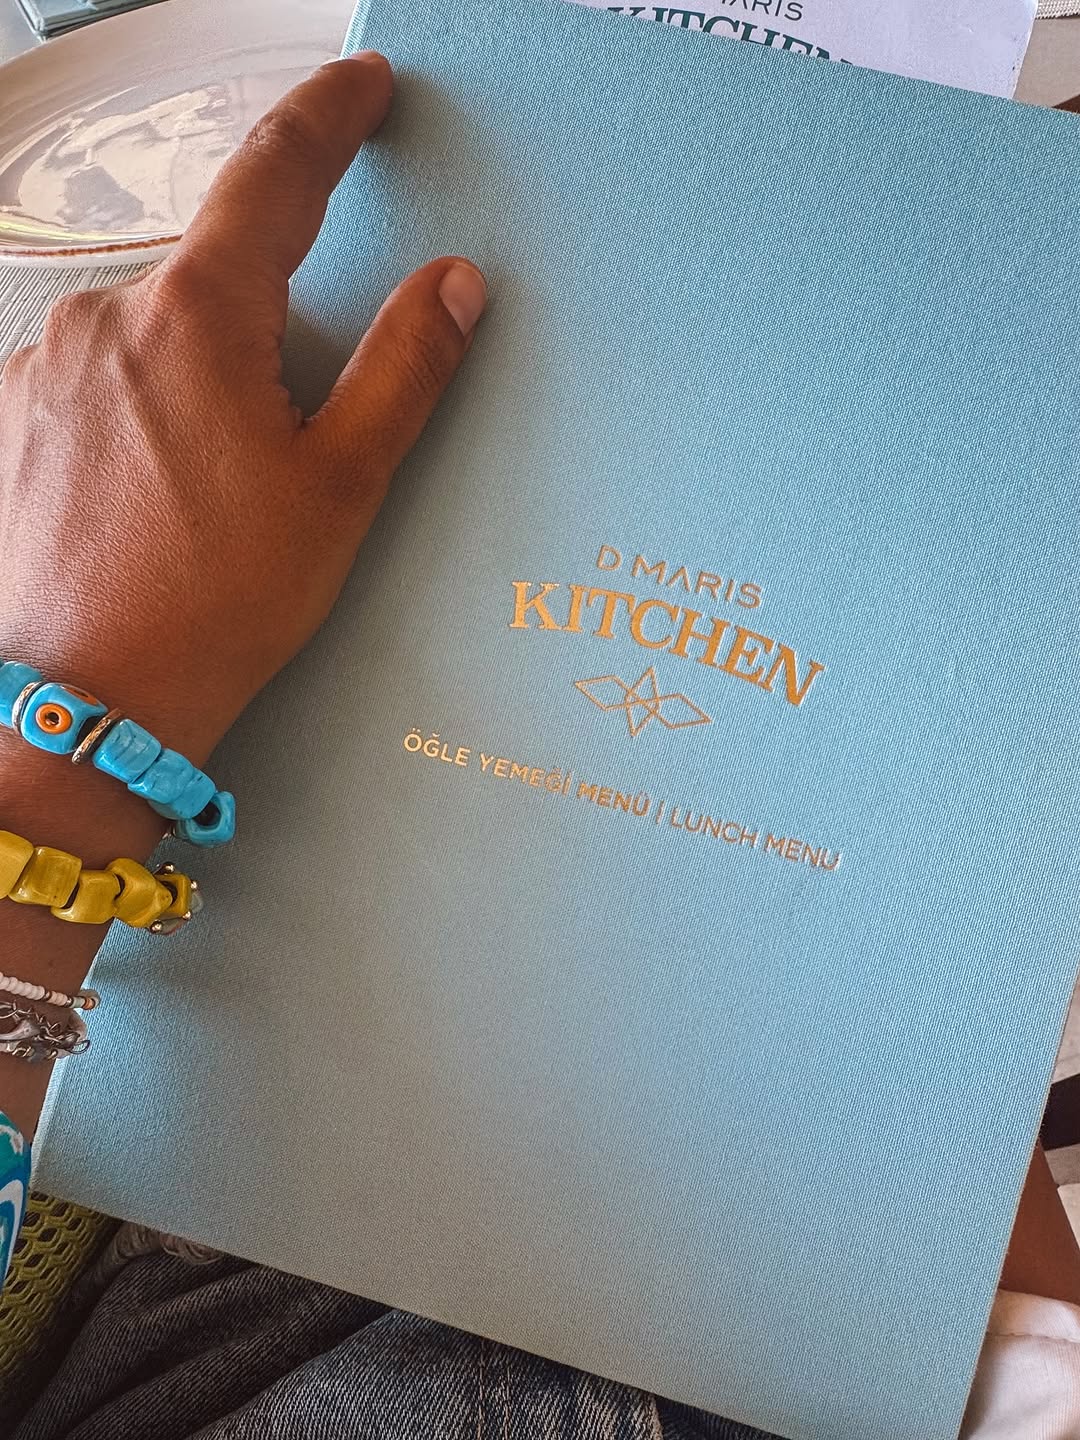 MARIS
KITCHEN
D MARIS
KITCHEN
ÖĞLE YEMEĞİ MENÜ | LUNCH MENU